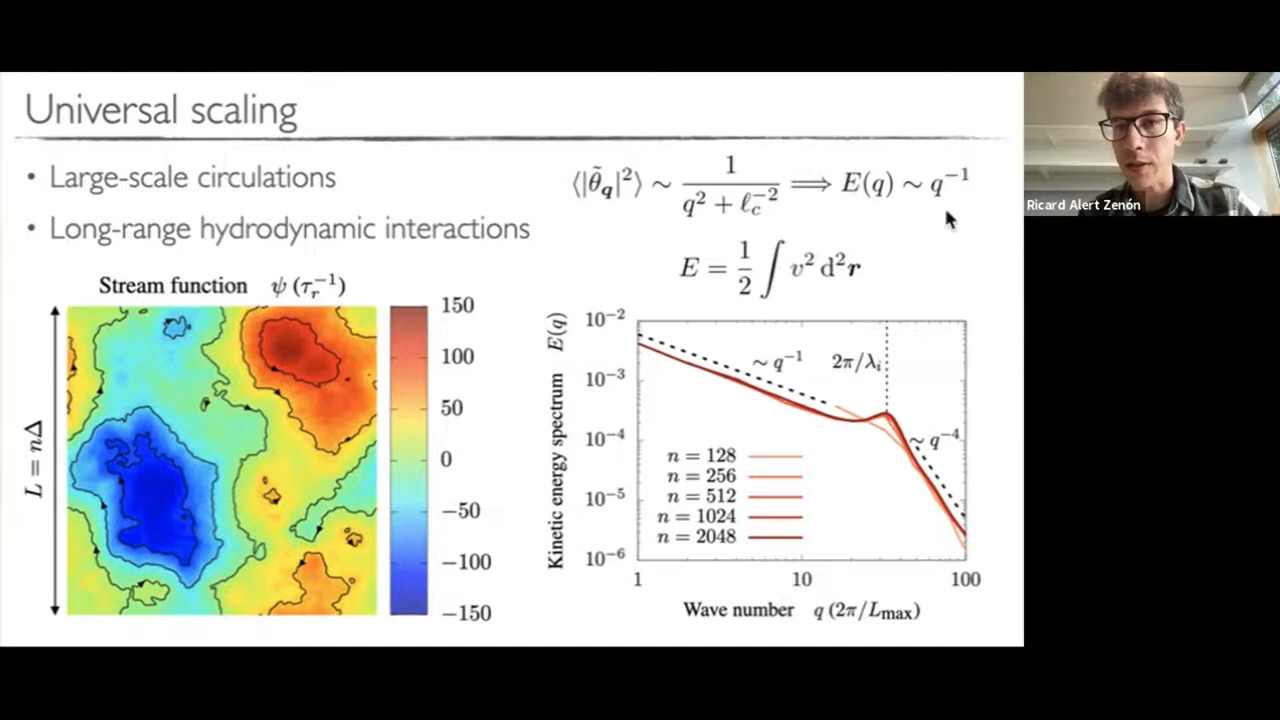 Universal scaling
• Large-scale circulations
• Long-range hydrodynamic interactions
⟨|θ̃_q|²⟩ ∼ 1 / (q² + ℓ_c⁻²) ⟹ E(q) ∼ q⁻¹
E = 1/2 ∫ v² d²r
Stream function ψ (τ_r⁻¹)
L = nΔ
150
100
50
0
−50
−100
−150
Kinetic energy spectrum E(q)
10⁻²
10⁻³
10⁻⁴
10⁻⁵
10⁻⁶
∼ q⁻¹
2π/λ_i
∼ q⁻⁴
n = 128
n = 256
n = 512
n = 1024
n = 2048
1 10 100
Wave number q (2π/L_max)
Ricard Alert Zenón